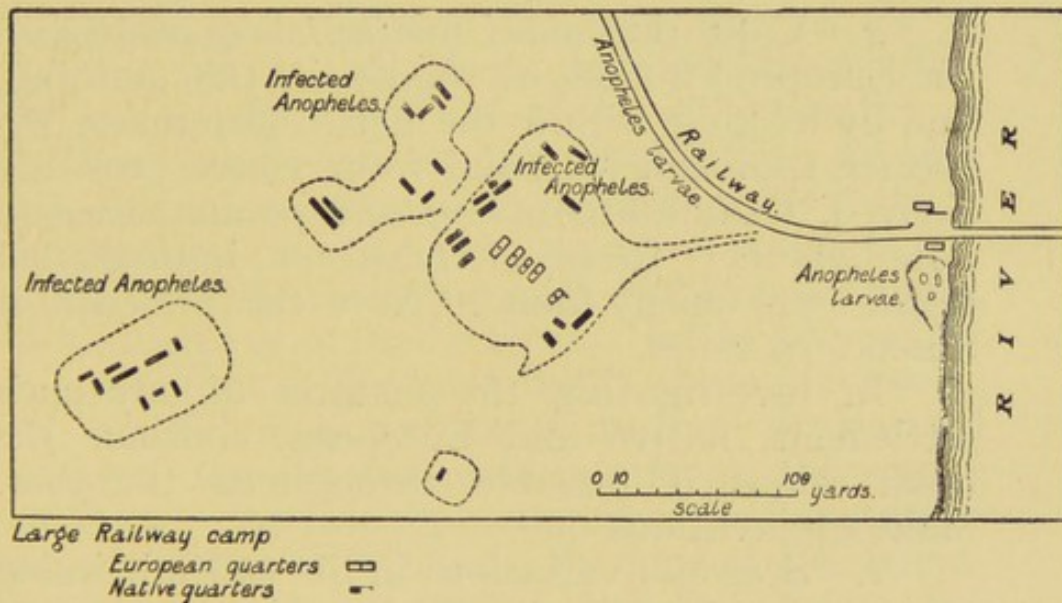 Infected
Anopheles.
Anopheles larvae
Railway.
Infected
Anopheles.
Infected Anopheles.
Anopheles
larvae.
RIVER
0 10 100 yards.
scale
Large Railway camp
European quarters
Native quarters